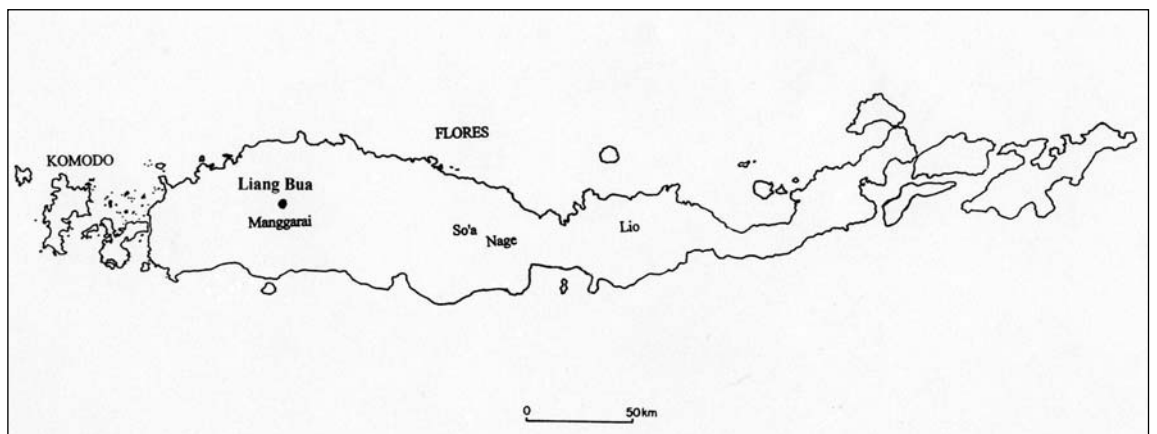 FLORES
KOMODO
Liang Bua
Manggarai
So'a
Nage
Lio
0 50km